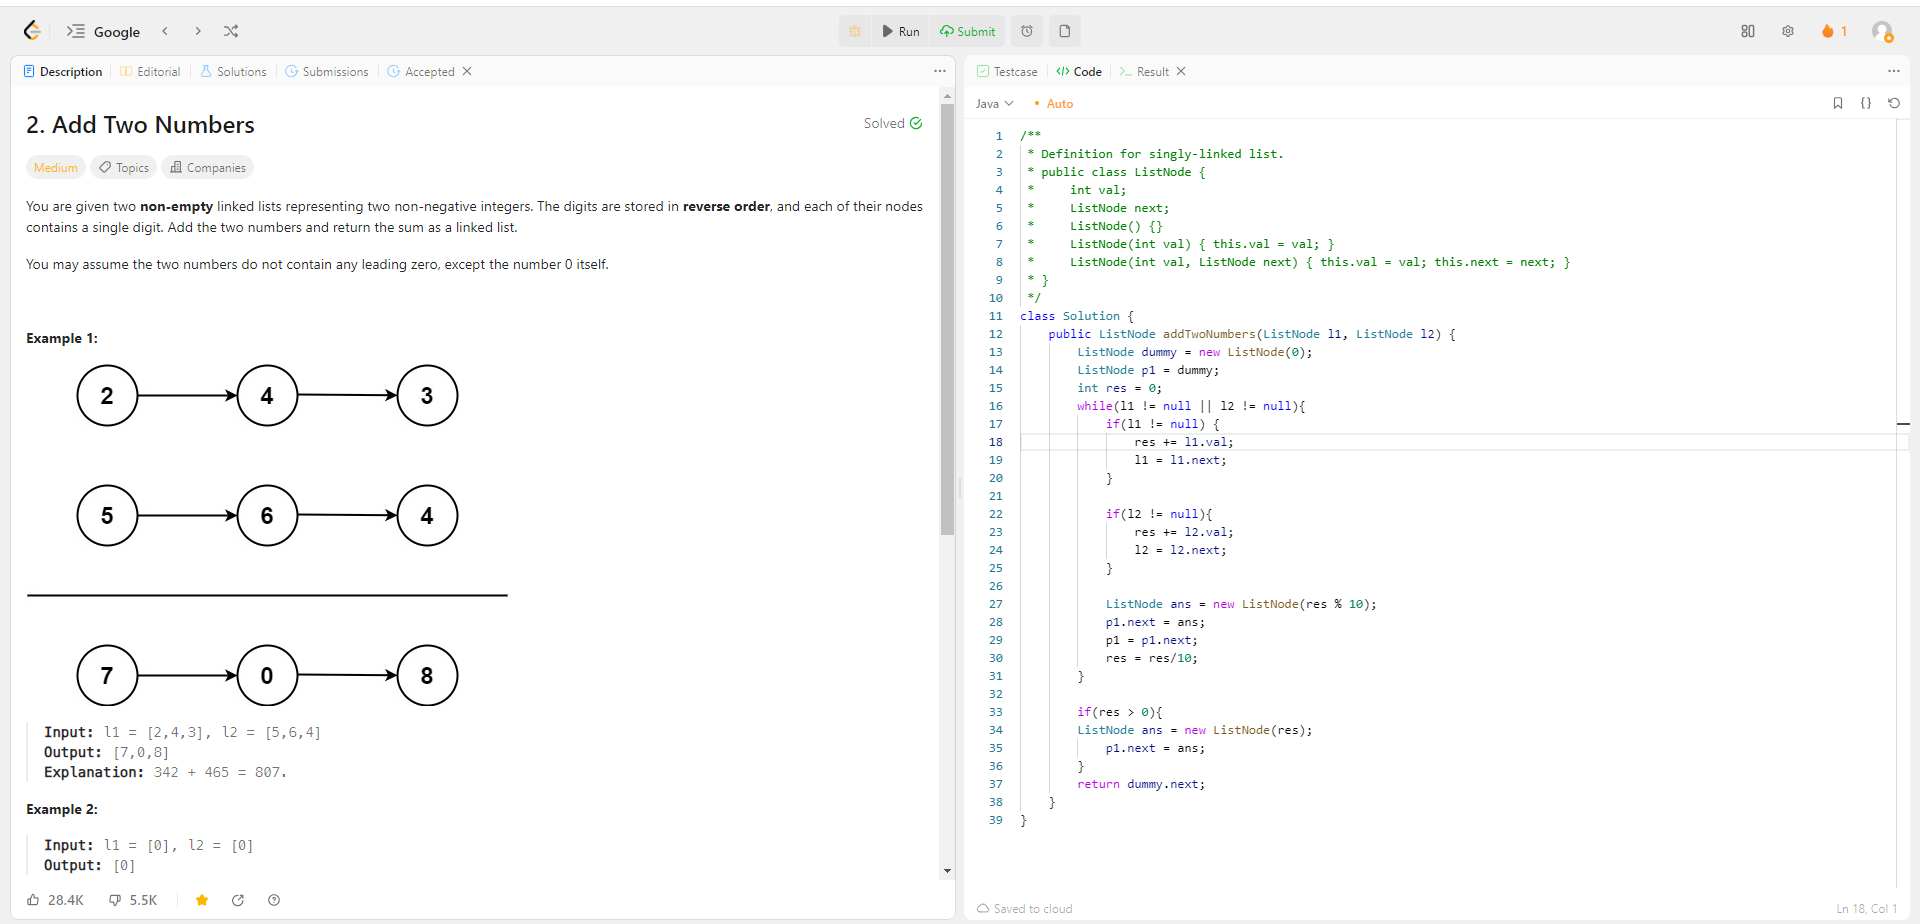 Google
Run
Submit
1
Description
Editorial
Solutions
Submissions
Accepted
2. Add Two Numbers
Solved
Medium
Topics
Companies
You are given two non-empty linked lists representing two non-negative integers. The digits are stored in reverse order, and each of their nodes
contains a single digit. Add the two numbers and return the sum as a linked list.
You may assume the two numbers do not contain any leading zero, except the number 0 itself.
Example 1:
2 4 3
5 6 4
7 0 8
Input: l1 = [2,4,3], l2 = [5,6,4]
Output: [7,0,8]
Explanation: 342 + 465 = 807.
Example 2:
Input: l1 = [0], l2 = [0]
Output: [0]
28.4K
5.5K
Testcase
</> Code
>_ Result
Java
Auto
{}
1 /**
2  * Definition for singly-linked list.
3  * public class ListNode {
4  *     int val;
5  *     ListNode next;
6  *     ListNode() {}
7  *     ListNode(int val) { this.val = val; }
8  *     ListNode(int val, ListNode next) { this.val = val; this.next = next; }
9  * }
10  */
11 class Solution {
12     public ListNode addTwoNumbers(ListNode l1, ListNode l2) {
13         ListNode dummy = new ListNode(0);
14         ListNode p1 = dummy;
15         int res = 0;
16         while(l1 != null || l2 != null){
17             if(l1 != null) {
18                 res += l1.val;
19                 l1 = l1.next;
20             }
21
22             if(l2 != null){
23                 res += l2.val;
24                 l2 = l2.next;
25             }
26
27             ListNode ans = new ListNode(res % 10);
28             p1.next = ans;
29             p1 = p1.next;
30             res = res/10;
31         }
32
33         if(res > 0){
34         ListNode ans = new ListNode(res);
35             p1.next = ans;
36         }
37         return dummy.next;
38     }
39 }
Saved to cloud
Ln 18, Col 1